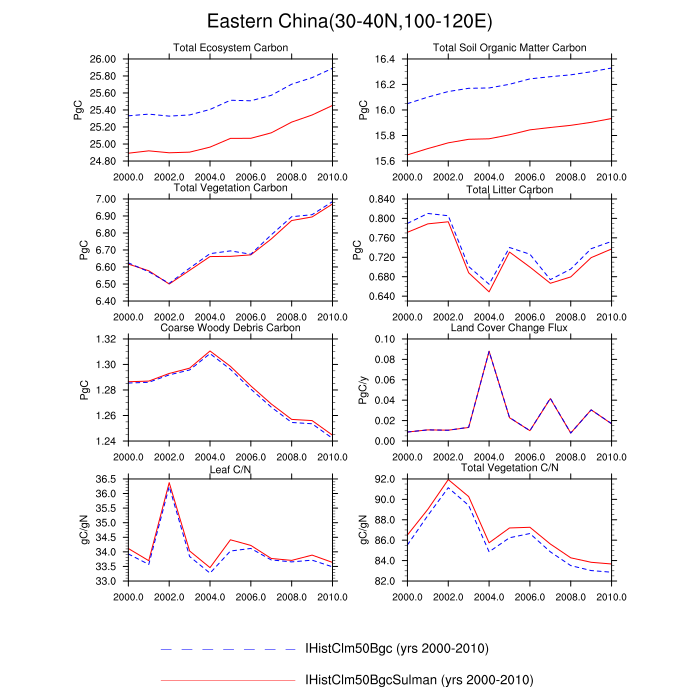 Eastern China(30-40N,100-120E)
Total Ecosystem Carbon
PgC
26.00
25.80
25.60
25.40
25.20
25.00
24.80
2000.0 2002.0 2004.0 2006.0 2008.0 2010.0
Total Soil Organic Matter Carbon
PgC
16.4
16.2
16.0
15.8
15.6
2000.0 2002.0 2004.0 2006.0 2008.0 2010.0
Total Vegetation Carbon
PgC
7.00
6.90
6.80
6.70
6.60
6.50
6.40
2000.0 2002.0 2004.0 2006.0 2008.0 2010.0
Total Litter Carbon
PgC
0.840
0.800
0.760
0.720
0.680
0.640
2000.0 2002.0 2004.0 2006.0 2008.0 2010.0
Coarse Woody Debris Carbon
PgC
1.32
1.30
1.28
1.26
1.24
2000.0 2002.0 2004.0 2006.0 2008.0 2010.0
Land Cover Change Flux
PgC/y
0.10
0.08
0.06
0.04
0.02
0.00
2000.0 2002.0 2004.0 2006.0 2008.0 2010.0
Leaf C/N
gC/gN
36.5
36.0
35.5
35.0
34.5
34.0
33.5
33.0
2000.0 2002.0 2004.0 2006.0 2008.0 2010.0
Total Vegetation C/N
gC/gN
92.0
90.0
88.0
86.0
84.0
82.0
2000.0 2002.0 2004.0 2006.0 2008.0 2010.0
IHistClm50Bgc (yrs 2000-2010)
IHistClm50BgcSulman (yrs 2000-2010)